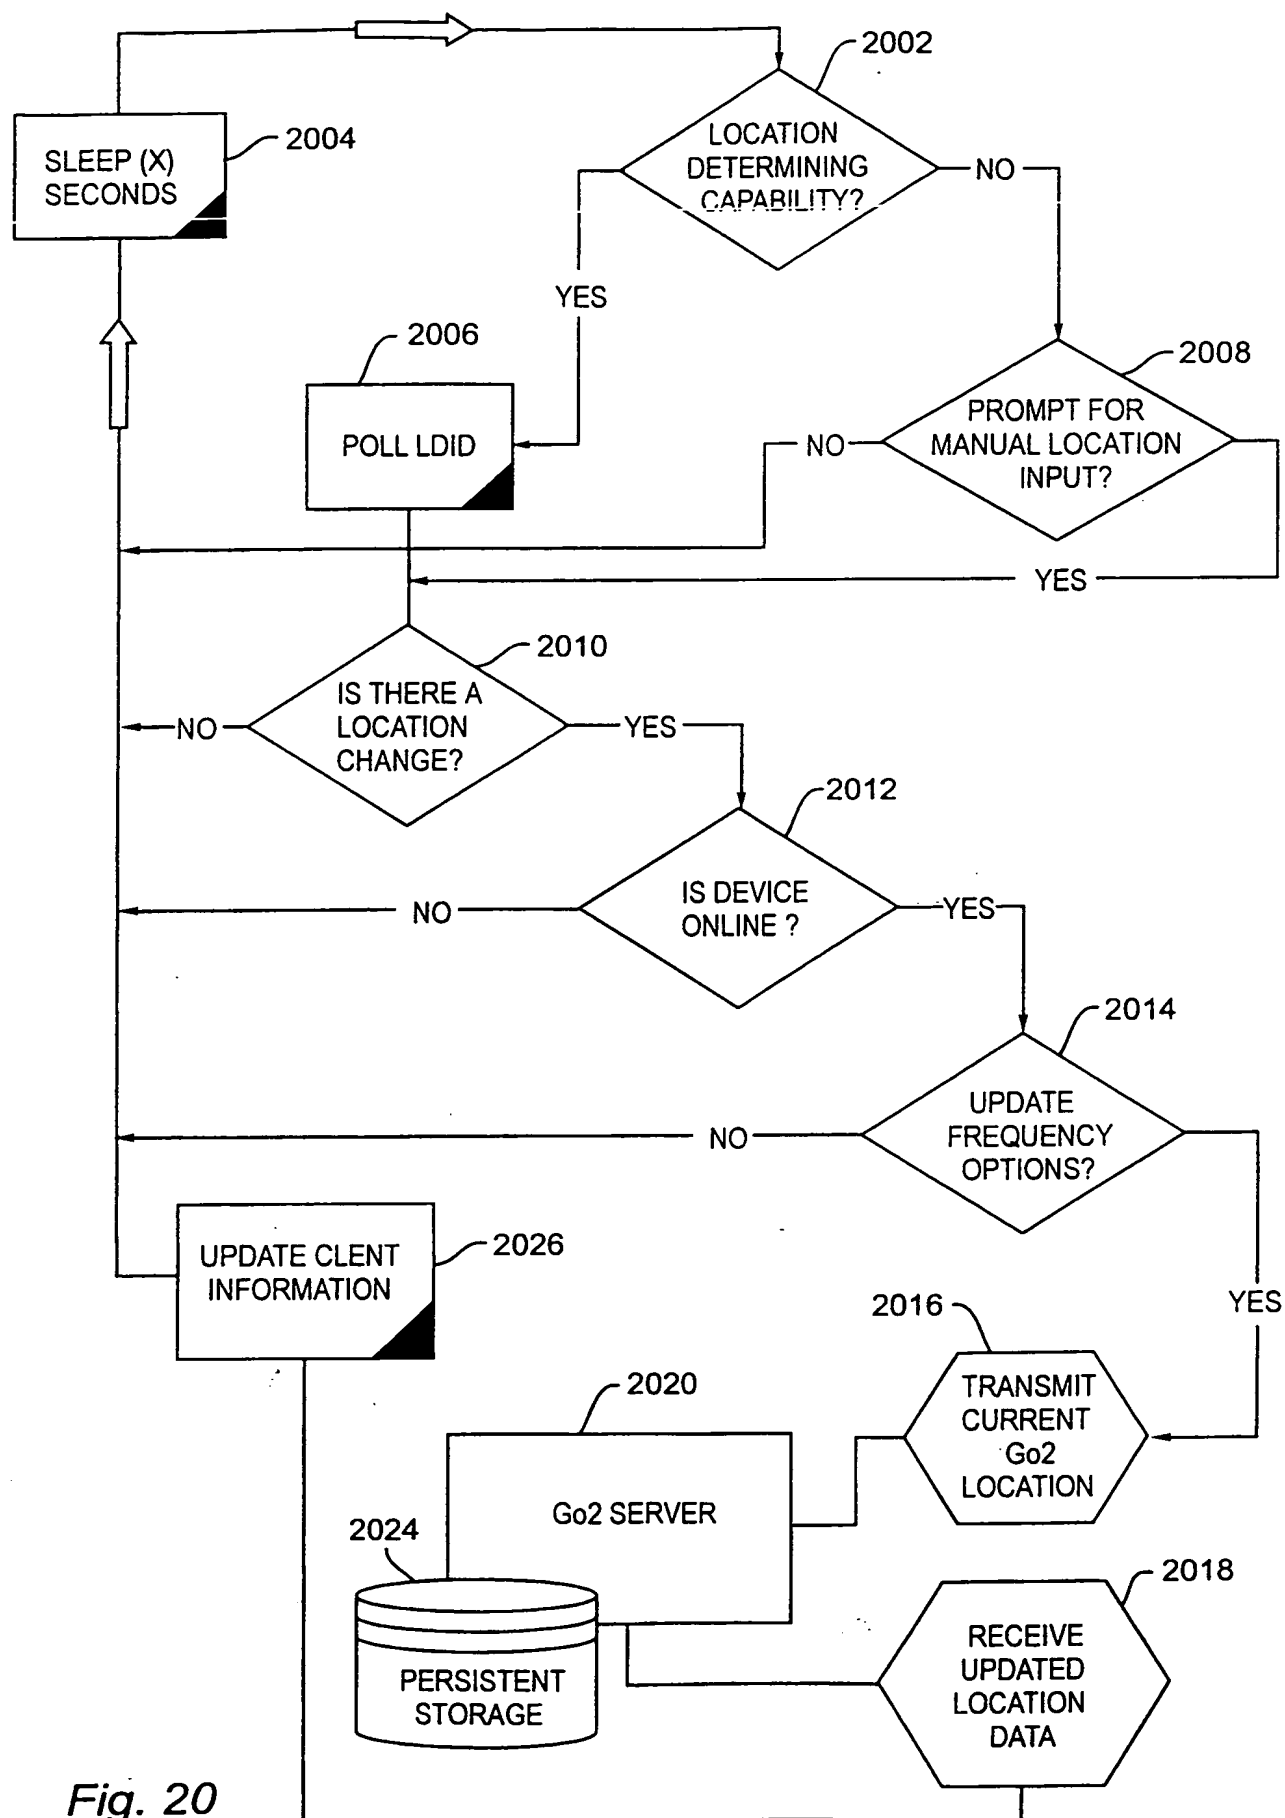 2002
LOCATION
DETERMINING
CAPABILITY?
NO
2004
SLEEP (X)
SECONDS
YES
2006
POLL LDID
2008
PROMPT FOR
MANUAL LOCATION
INPUT?
NO
YES
2010
IS THERE A
LOCATION
CHANGE?
NO
YES
2012
IS DEVICE
ONLINE ?
NO
YES
2014
UPDATE
FREQUENCY
OPTIONS?
NO
YES
2026
UPDATE CLENT
INFORMATION
2016
TRANSMIT
CURRENT
Go2
LOCATION
2020
Go2 SERVER
2024
PERSISTENT
STORAGE
2018
RECEIVE
UPDATED
LOCATION
DATA
Fig. 20